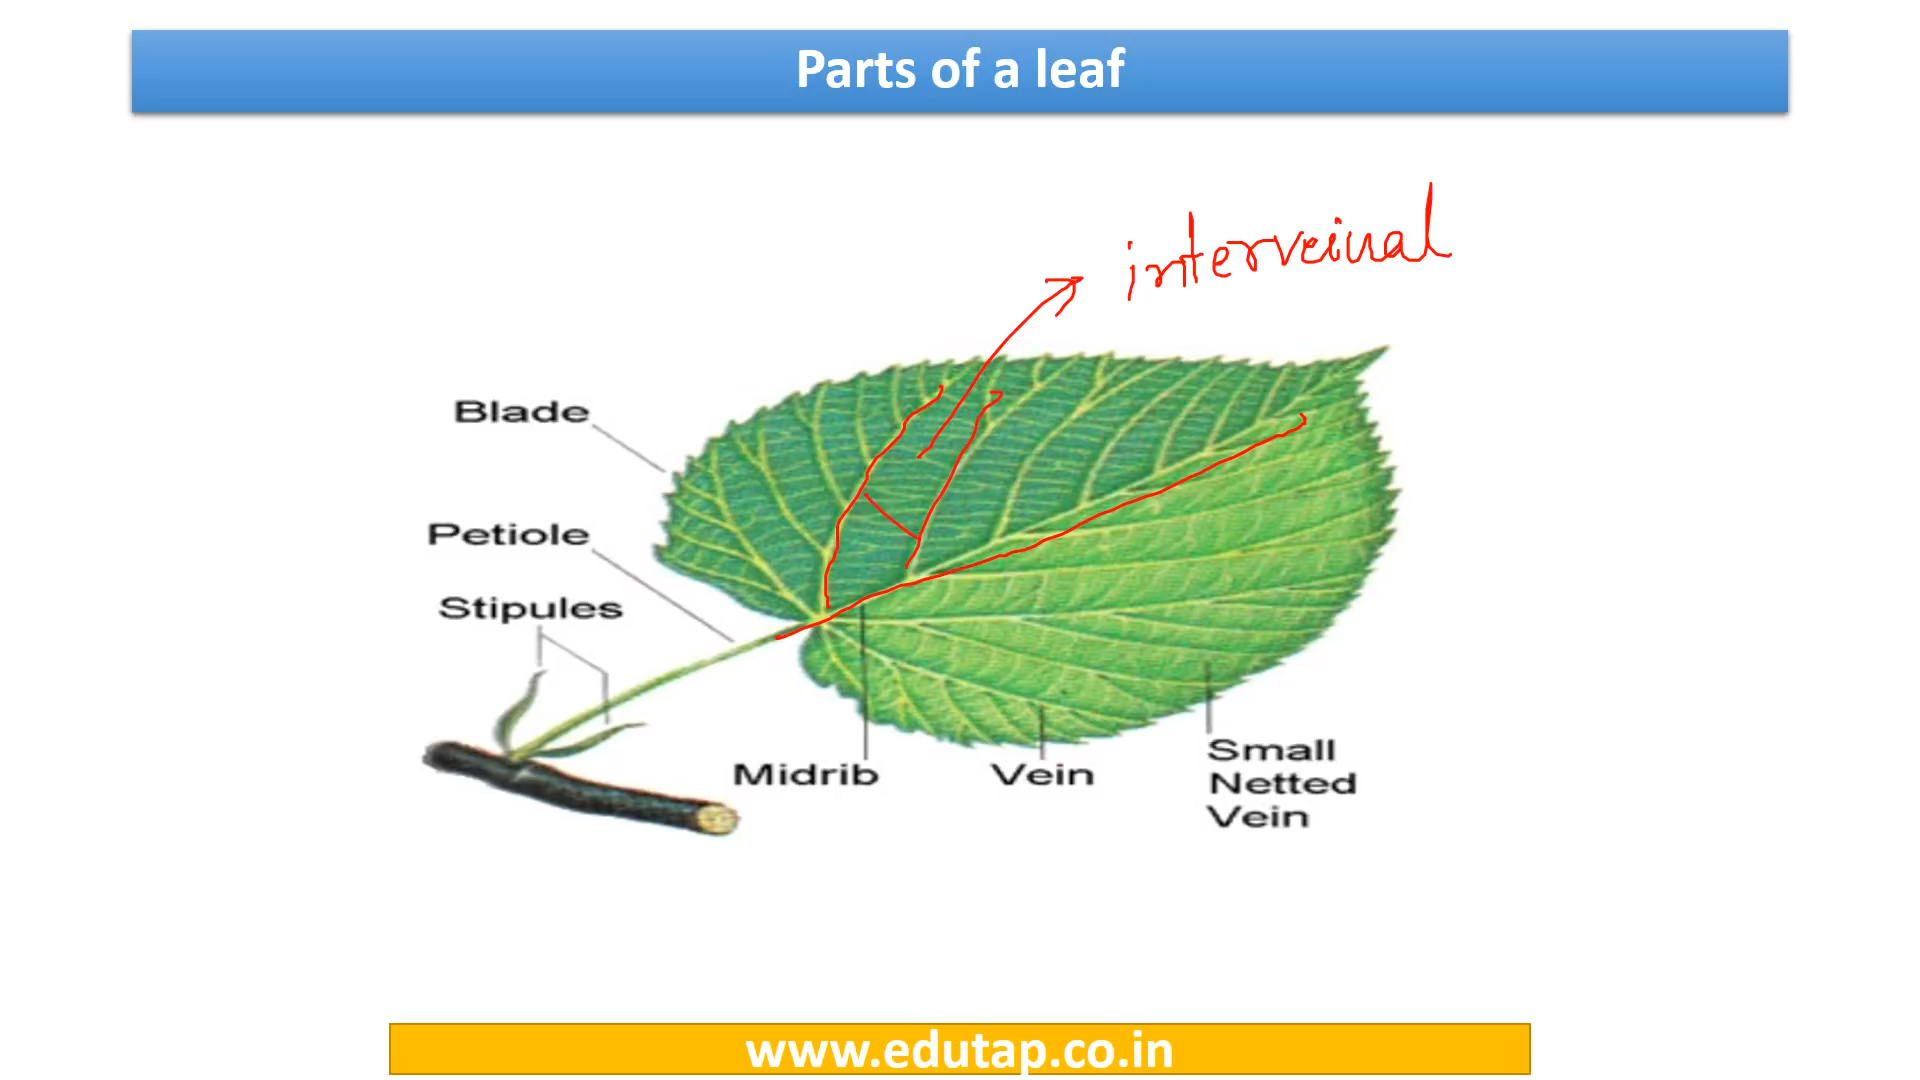 Parts of a leaf
interveinal
Blade
Petiole
Stipules
Midrib
Vein
Small
Netted
Vein
www.edutap.co.in